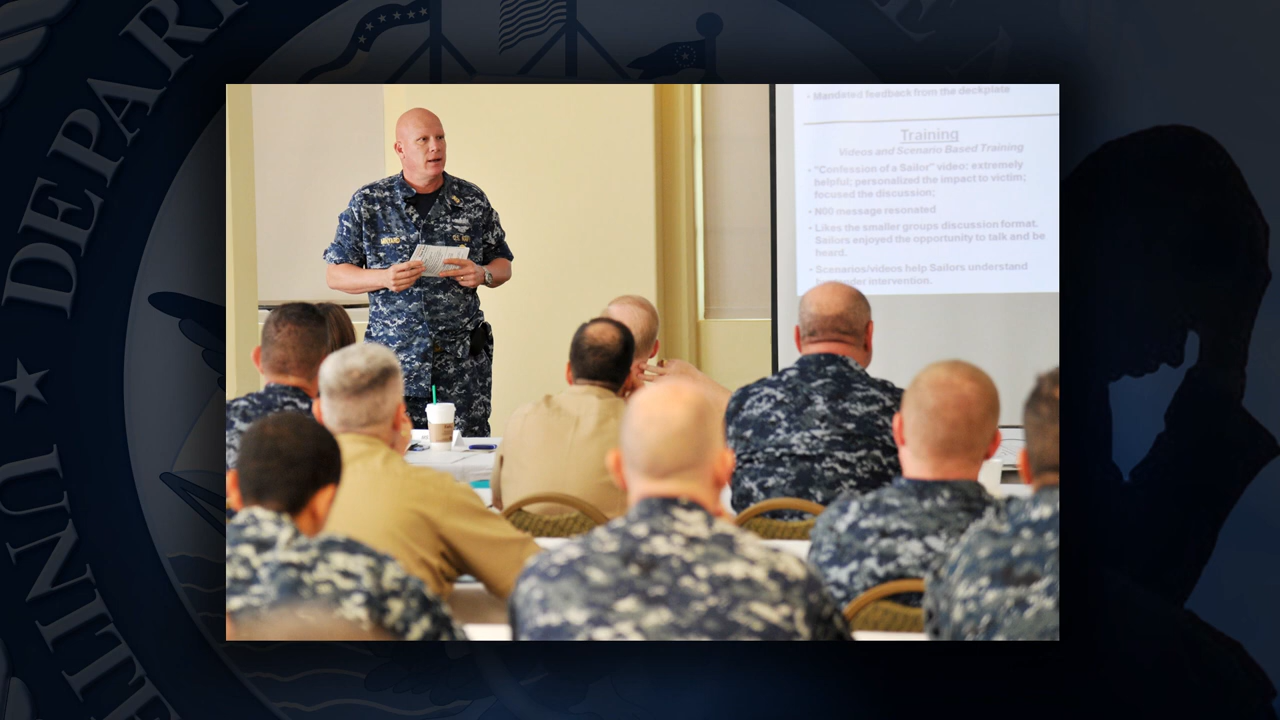 DEPAR
UNITE
• Mandated feedback from the deckplate
Training
Videos and Scenario Based Training
• "Confession of a Sailor" video: extremely
helpful; personalized the impact to victim;
focused the discussion;
• N00 message resonated
• Likes the smaller groups discussion format.
Sailors enjoyed the opportunity to talk and be
heard.
• Scenarios/videos help Sailors understand
intervention.